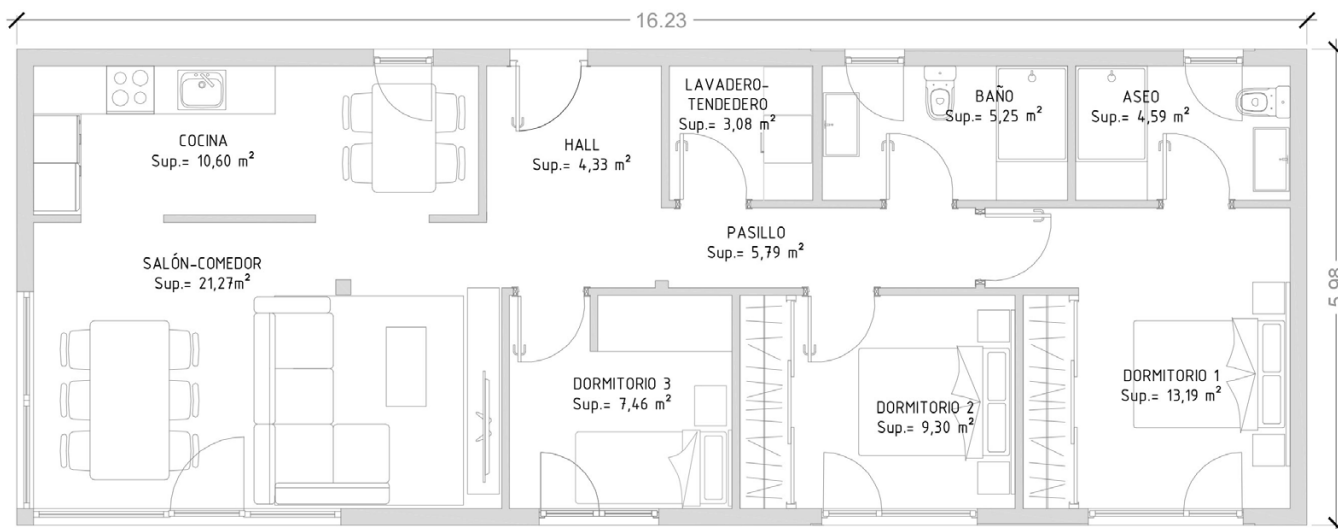 16.23
COCINA
Sup.= 10,60 m²
HALL
Sup.= 4,33 m²
LAVADERO-
TENDEDERO
Sup.= 3,08 m²
BAÑO
Sup.= 5,25 m²
ASEO
Sup.= 4,59 m²
SALÓN-COMEDOR
Sup.= 21,27m²
PASILLO
Sup.= 5,79 m²
5.98
DORMITORIO 3
Sup.= 7,46 m²
DORMITORIO 2
Sup.= 9,30 m²
DORMITORIO 1
Sup.= 13,19 m²